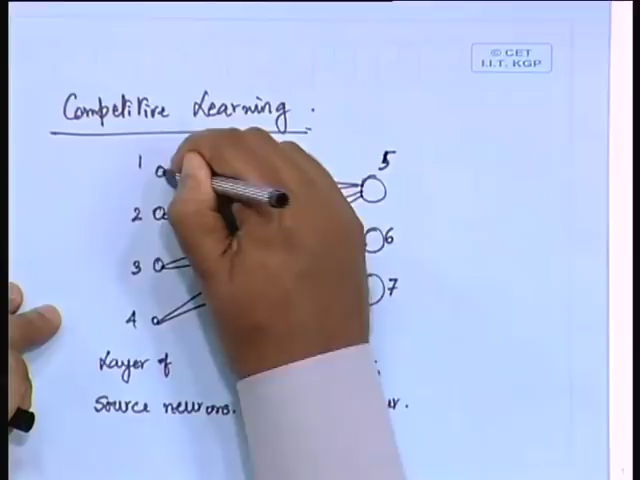 © CET
I.I.T. KGP
Competitive Learning .
1 5
2 6
3 7
4
Layer of
Source neurons.